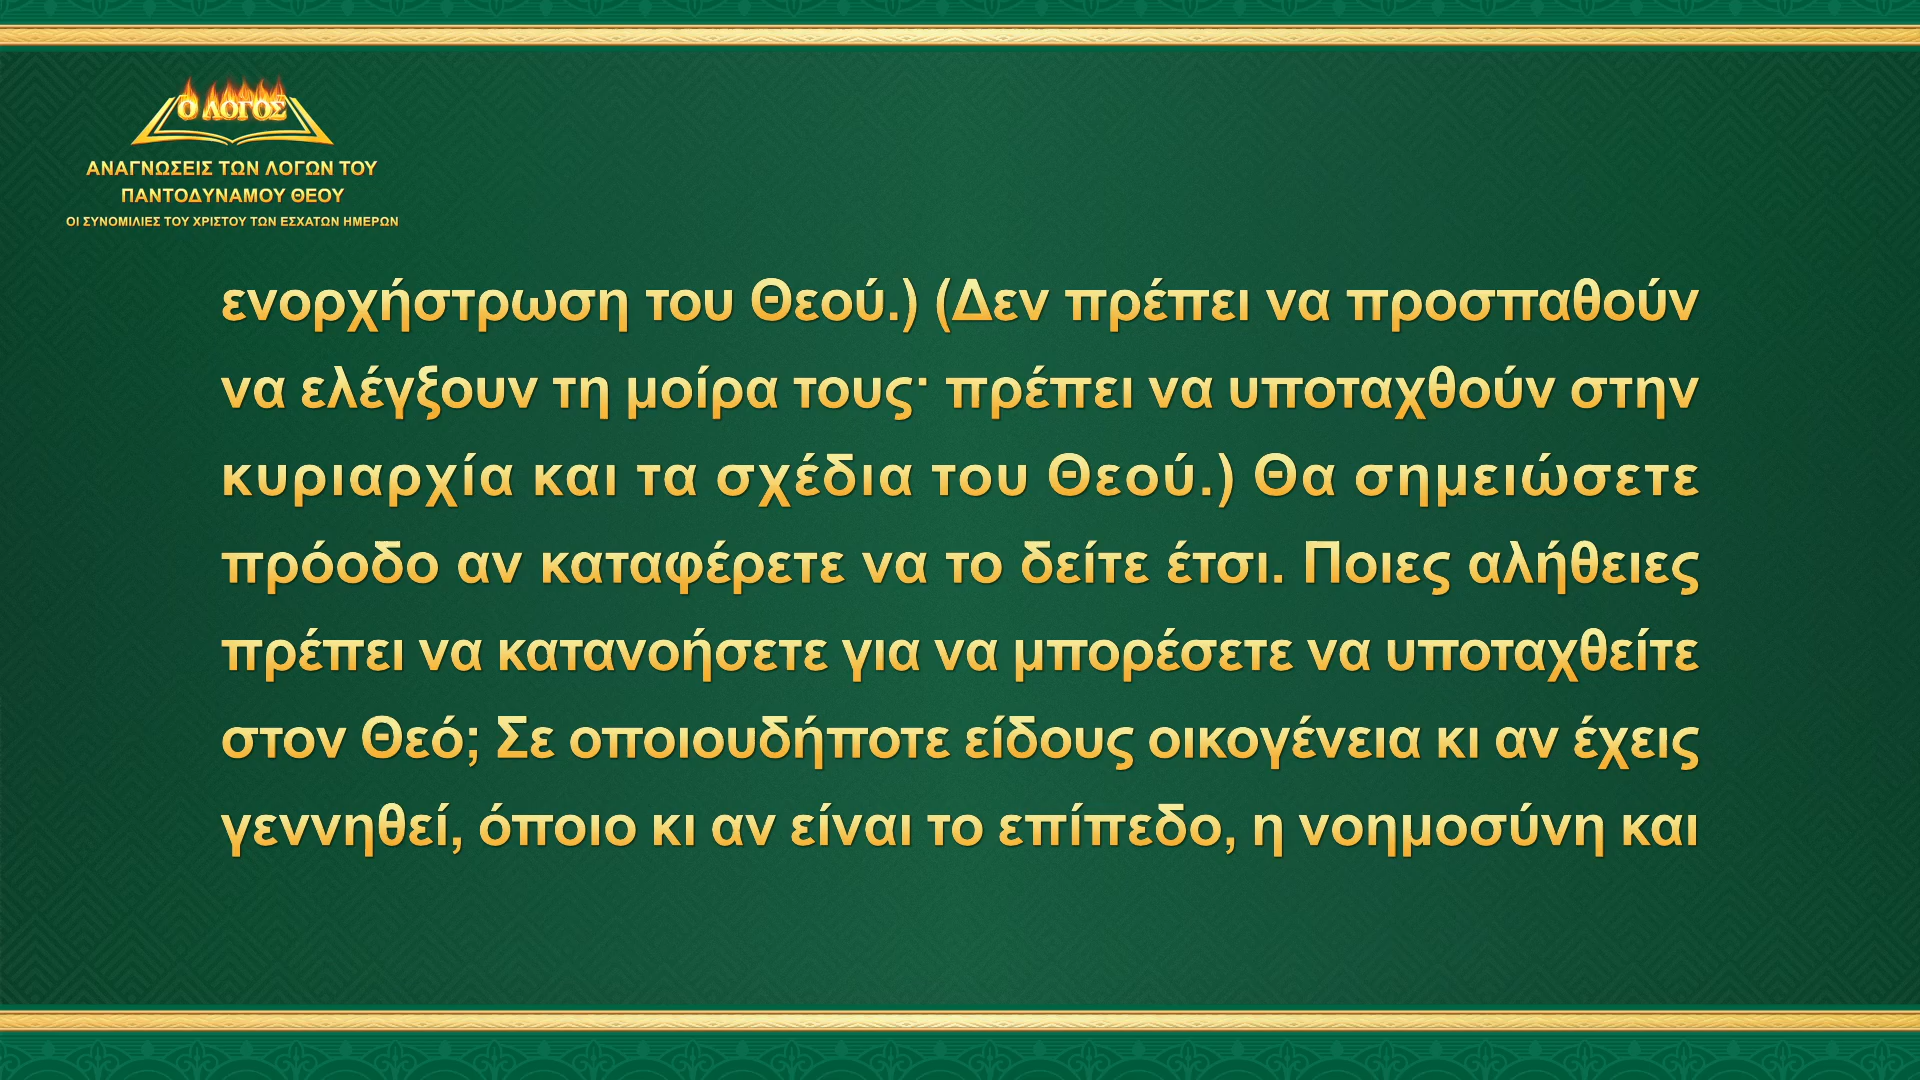 Ο ΛΟΓΟΣ
ΑΝΑΓΝΩΣΕΙΣ ΤΩΝ ΛΟΓΩΝ ΤΟΥ
ΠΑΝΤΟΔΥΝΑΜΟΥ ΘΕΟΥ
ΟΙ ΣΥΝΟΜΙΛΙΕΣ ΤΟΥ ΧΡΙΣΤΟΥ ΤΩΝ ΕΣΧΑΤΩΝ ΗΜΕΡΩΝ
ενορχήστρωση του Θεού.) (Δεν πρέπει να προσπαθούν
να ελέγξουν τη μοίρα τους· πρέπει να υποταχθούν στην
κυριαρχία και τα σχέδια του Θεού.) Θα σημειώσετε
πρόοδο αν καταφέρετε να το δείτε έτσι. Ποιες αλήθειες
πρέπει να κατανοήσετε για να μπορέσετε να υποταχθείτε
στον Θεό; Σε οποιουδήποτε είδους οικογένεια κι αν έχεις
γεννηθεί, όποιο κι αν είναι το επίπεδο, η νοημοσύνη και